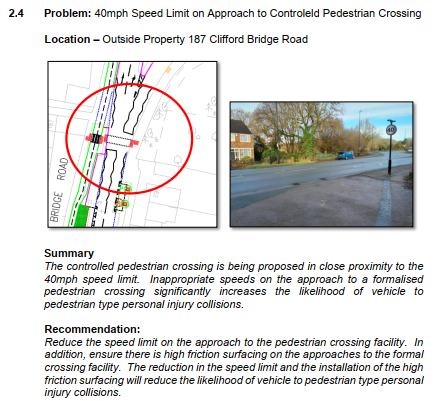 2.4 Problem: 40mph Speed Limit on Approach to Controleld Pedestrian Crossing
Location – Outside Property 187 Clifford Bridge Road
BRIDGE ROAD
40
Summary
The controlled pedestrian crossing is being proposed in close proximity to the
40mph speed limit. Inappropriate speeds on the approach to a formalised
pedestrian crossing significantly increases the likelihood of vehicle to
pedestrian type personal injury collisions.
Recommendation:
Reduce the speed limit on the approach to the pedestrian crossing facility. In
addition, ensure there is high friction surfacing on the approaches to the formal
crossing facility. The reduction in the speed limit and the installation of the high
friction surfacing will reduce the likelihood of vehicle to pedestrian type personal
injury collisions.